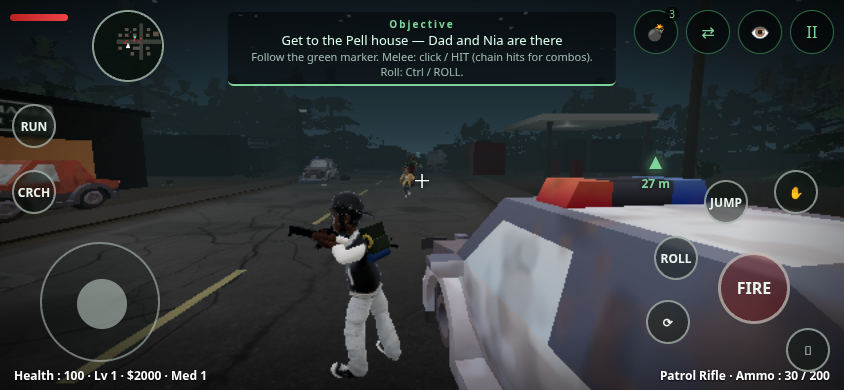 Objective
Get to the Pell house — Dad and Nia are there
Follow the green marker. Melee: click / HIT (chain hits for combos).
Roll: Ctrl / ROLL.
3
II
RUN
CRCH
27 m
JUMP
ROLL
FIRE
Health : 100 · Lv 1 · $2000 · Med 1
Patrol Rifle · Ammo : 30 / 200